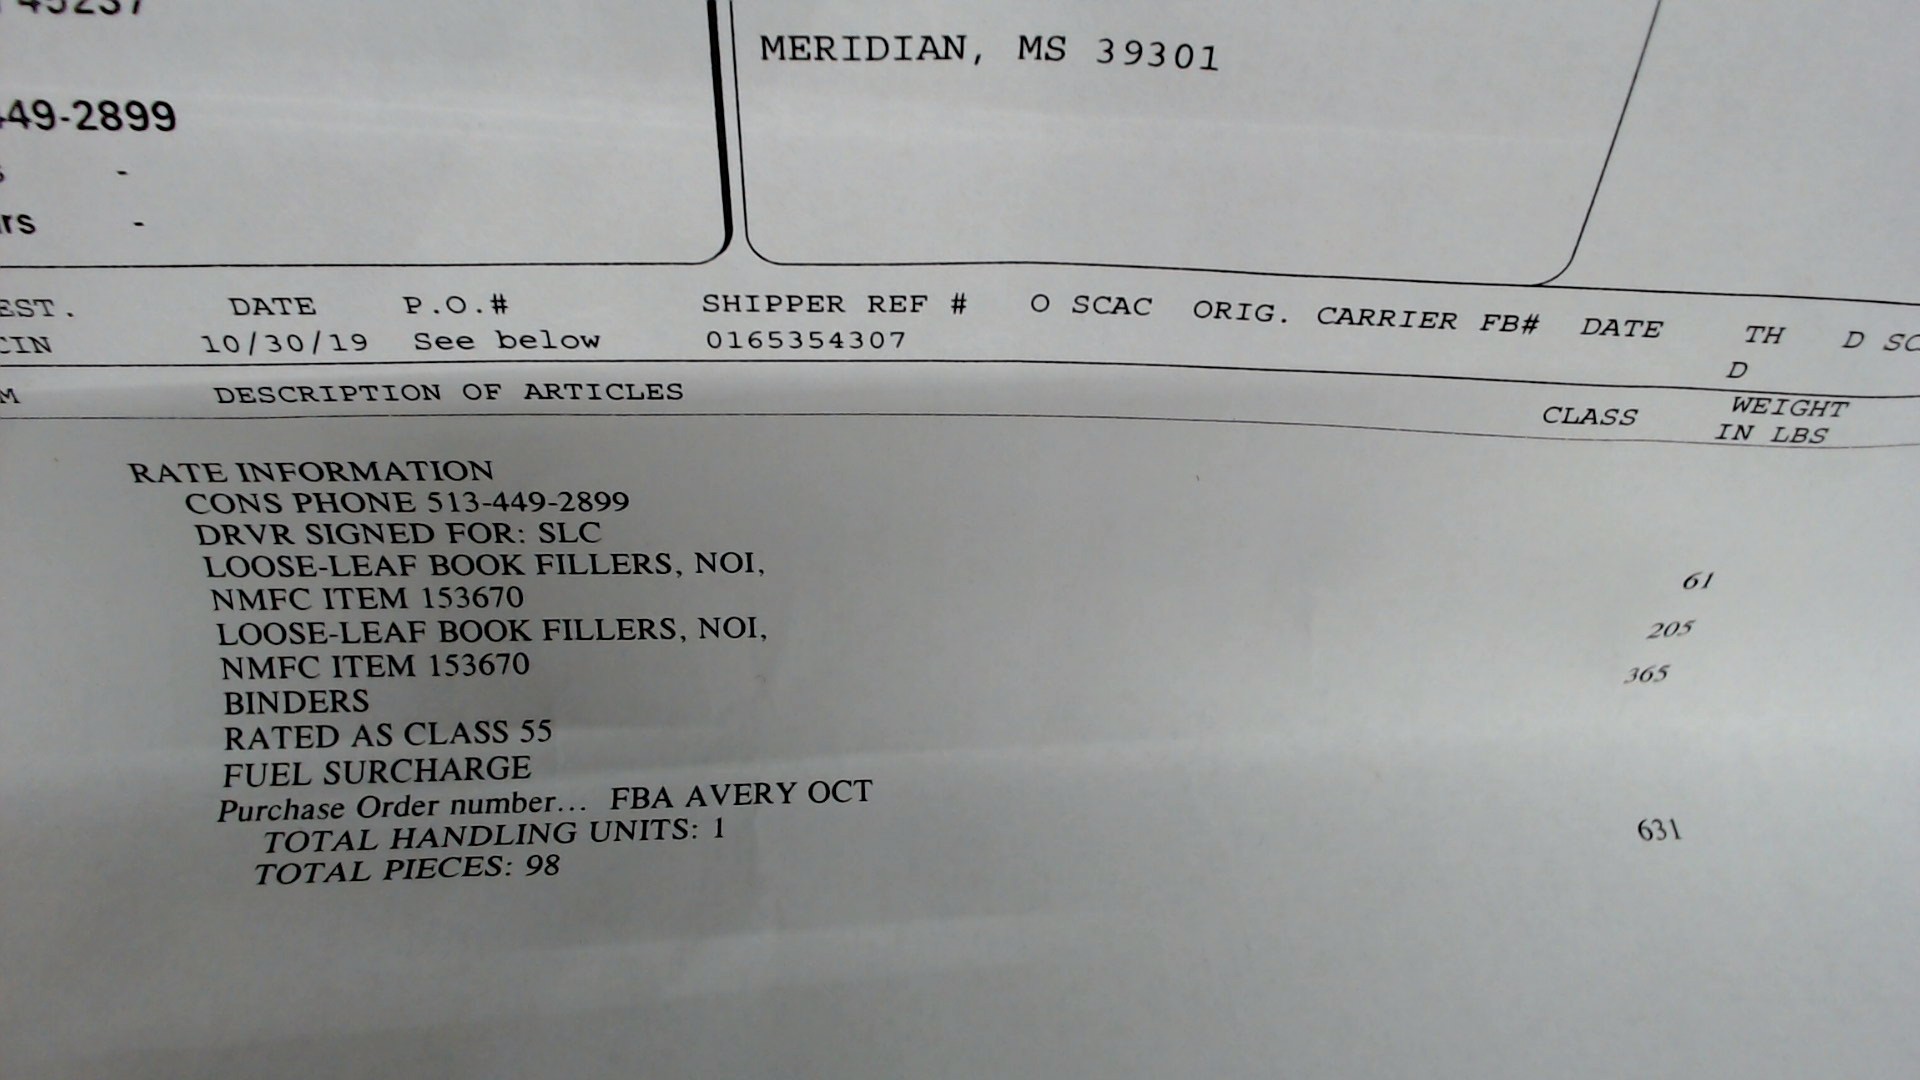 45237
MERIDIAN, MS 39301
49-2899
-
rs -
EST. DATE P.O.# SHIPPER REF # O SCAC ORIG. CARRIER FB# DATE TH D SC
CIN 10/30/19 See below 0165354307 D
M DESCRIPTION OF ARTICLES CLASS WEIGHT
IN LBS
RATE INFORMATION
CONS PHONE 513-449-2899
DRVR SIGNED FOR: SLC
LOOSE-LEAF BOOK FILLERS, NOI, 61
NMFC ITEM 153670
LOOSE-LEAF BOOK FILLERS, NOI, 205
NMFC ITEM 153670
BINDERS 365
RATED AS CLASS 55
FUEL SURCHARGE
Purchase Order number... FBA AVERY OCT
TOTAL HANDLING UNITS: 1 631
TOTAL PIECES: 98